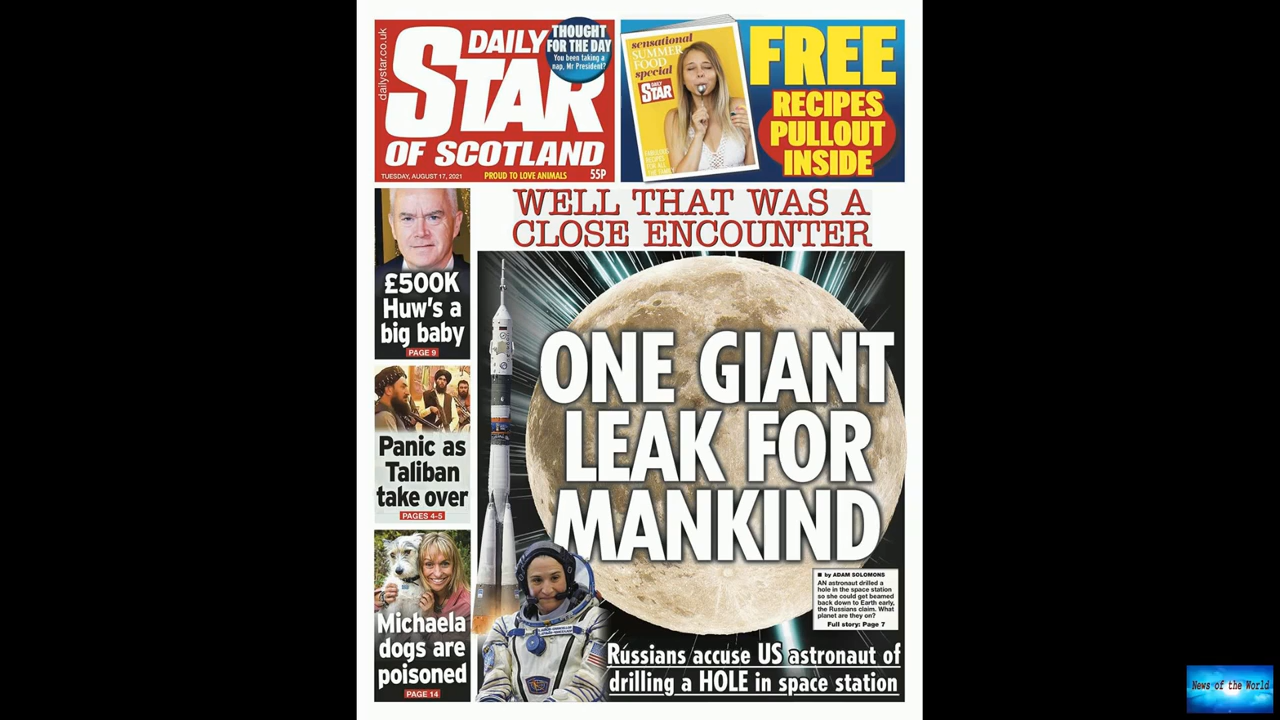 dailystar.co.uk
DAILY
STAR
OF SCOTLAND
THOUGHT
FOR THE DAY
You been taking a
nap, Mr President?
TUESDAY, AUGUST 17, 2021
PROUD TO LOVE ANIMALS
55P
sensational
SUMMER
FOOD
special
DAILY
STAR
FREE
RECIPES
PULLOUT
INSIDE
£500K
Huw's a
big baby
PAGE 9
Panic as
Taliban
take over
PAGES 4-5
Michaela
dogs are
poisoned
PAGE 14
WELL THAT WAS A
CLOSE ENCOUNTER
ONE GIANT
LEAK FOR
MANKIND
■ by ADAM SOLOMONS
AN astronaut drilled a
hole in the space station
so she could get beamed
back down to Earth early,
the Russians claim. What
planet are they on?
Full story: Page 7
Russians accuse US astronaut of
drilling a HOLE in space station
News of the World